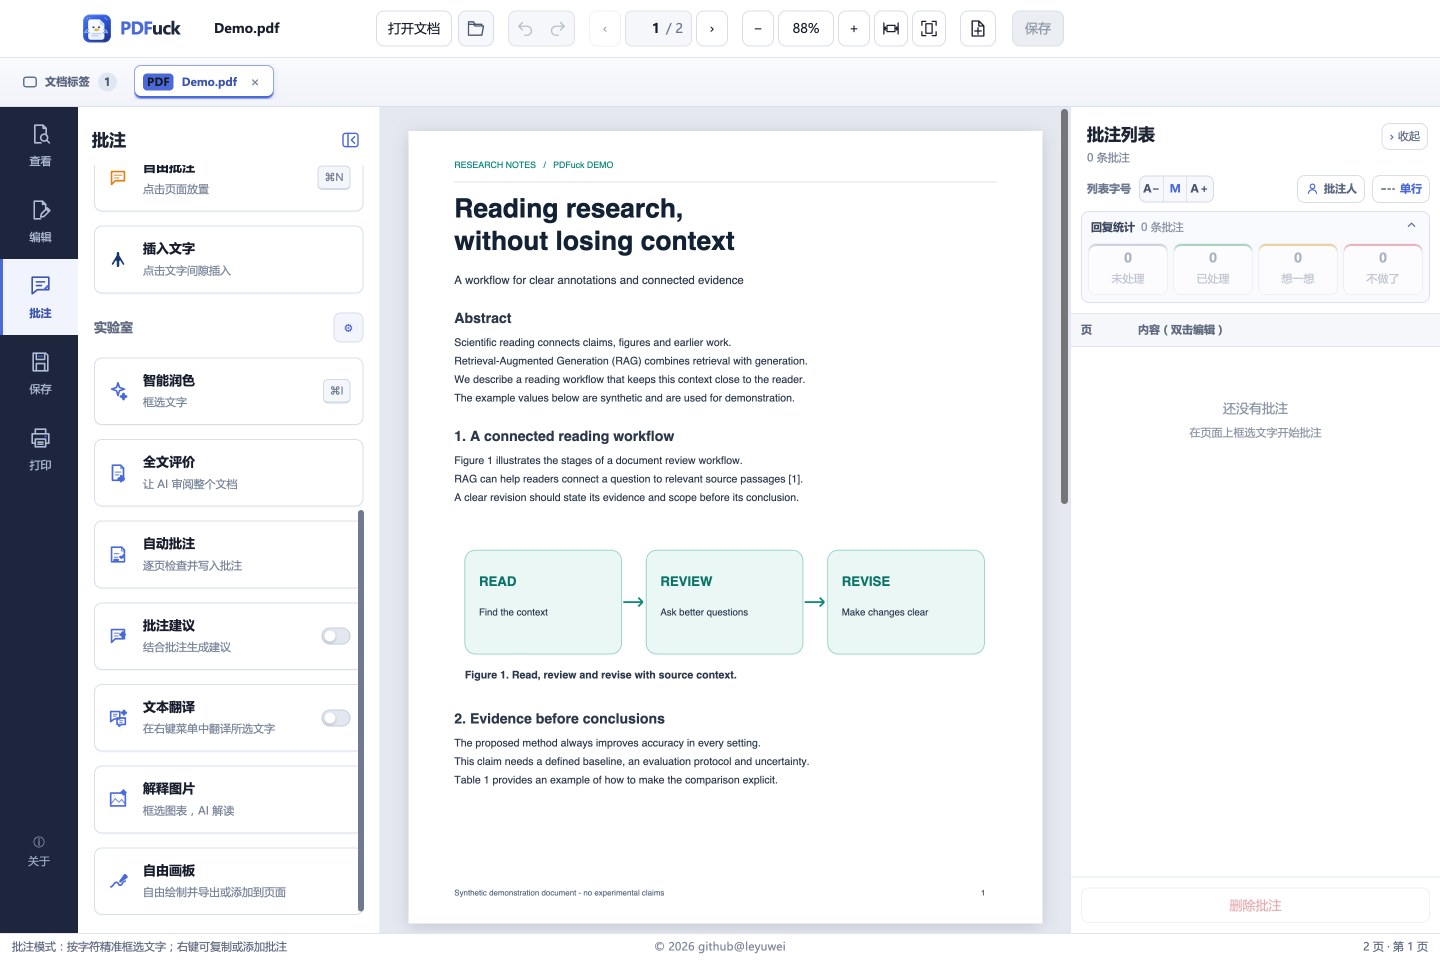 PDFuck
Demo.pdf
打开文档
‹
1 / 2
›
−
88%
+
保存
文档标签 1
PDF Demo.pdf ×
查看
编辑
批注
保存
打印
关于
批注
自由批注
点击页面放置
⌘N
插入文字
点击文字间隙插入
实验室
智能润色
框选文字
⌘I
全文评价
让 AI 审阅整个文档
自动批注
逐页检查并写入批注
批注建议
结合批注生成建议
文本翻译
在右键菜单中翻译所选文字
解释图片
框选图表，AI 解读
自由画板
自由绘制并导出或添加到页面
RESEARCH NOTES / PDFuck DEMO
Reading research,
without losing context
A workflow for clear annotations and connected evidence
Abstract
Scientific reading connects claims, figures and earlier work.
Retrieval-Augmented Generation (RAG) combines retrieval with generation.
We describe a reading workflow that keeps this context close to the reader.
The example values below are synthetic and are used for demonstration.
1. A connected reading workflow
Figure 1 illustrates the stages of a document review workflow.
RAG can help readers connect a question to relevant source passages [1].
A clear revision should state its evidence and scope before its conclusion.
READ
Find the context
REVIEW
Ask better questions
REVISE
Make changes clear
Figure 1. Read, review and revise with source context.
2. Evidence before conclusions
The proposed method always improves accuracy in every setting.
This claim needs a defined baseline, an evaluation protocol and uncertainty.
Table 1 provides an example of how to make the comparison explicit.
Synthetic demonstration document - no experimental claims
1
批注列表
› 收起
0 条批注
列表字号 A− M A+
批注人
--- 单行
回复统计 0 条批注
0
未处理
0
已处理
0
想一想
0
不做了
页 内容（双击编辑）
还没有批注
在页面上框选文字开始批注
删除批注
批注模式：按字符精准框选文字；右键可复制或添加批注
© 2026 github@leyuwei
2 页 · 第 1 页